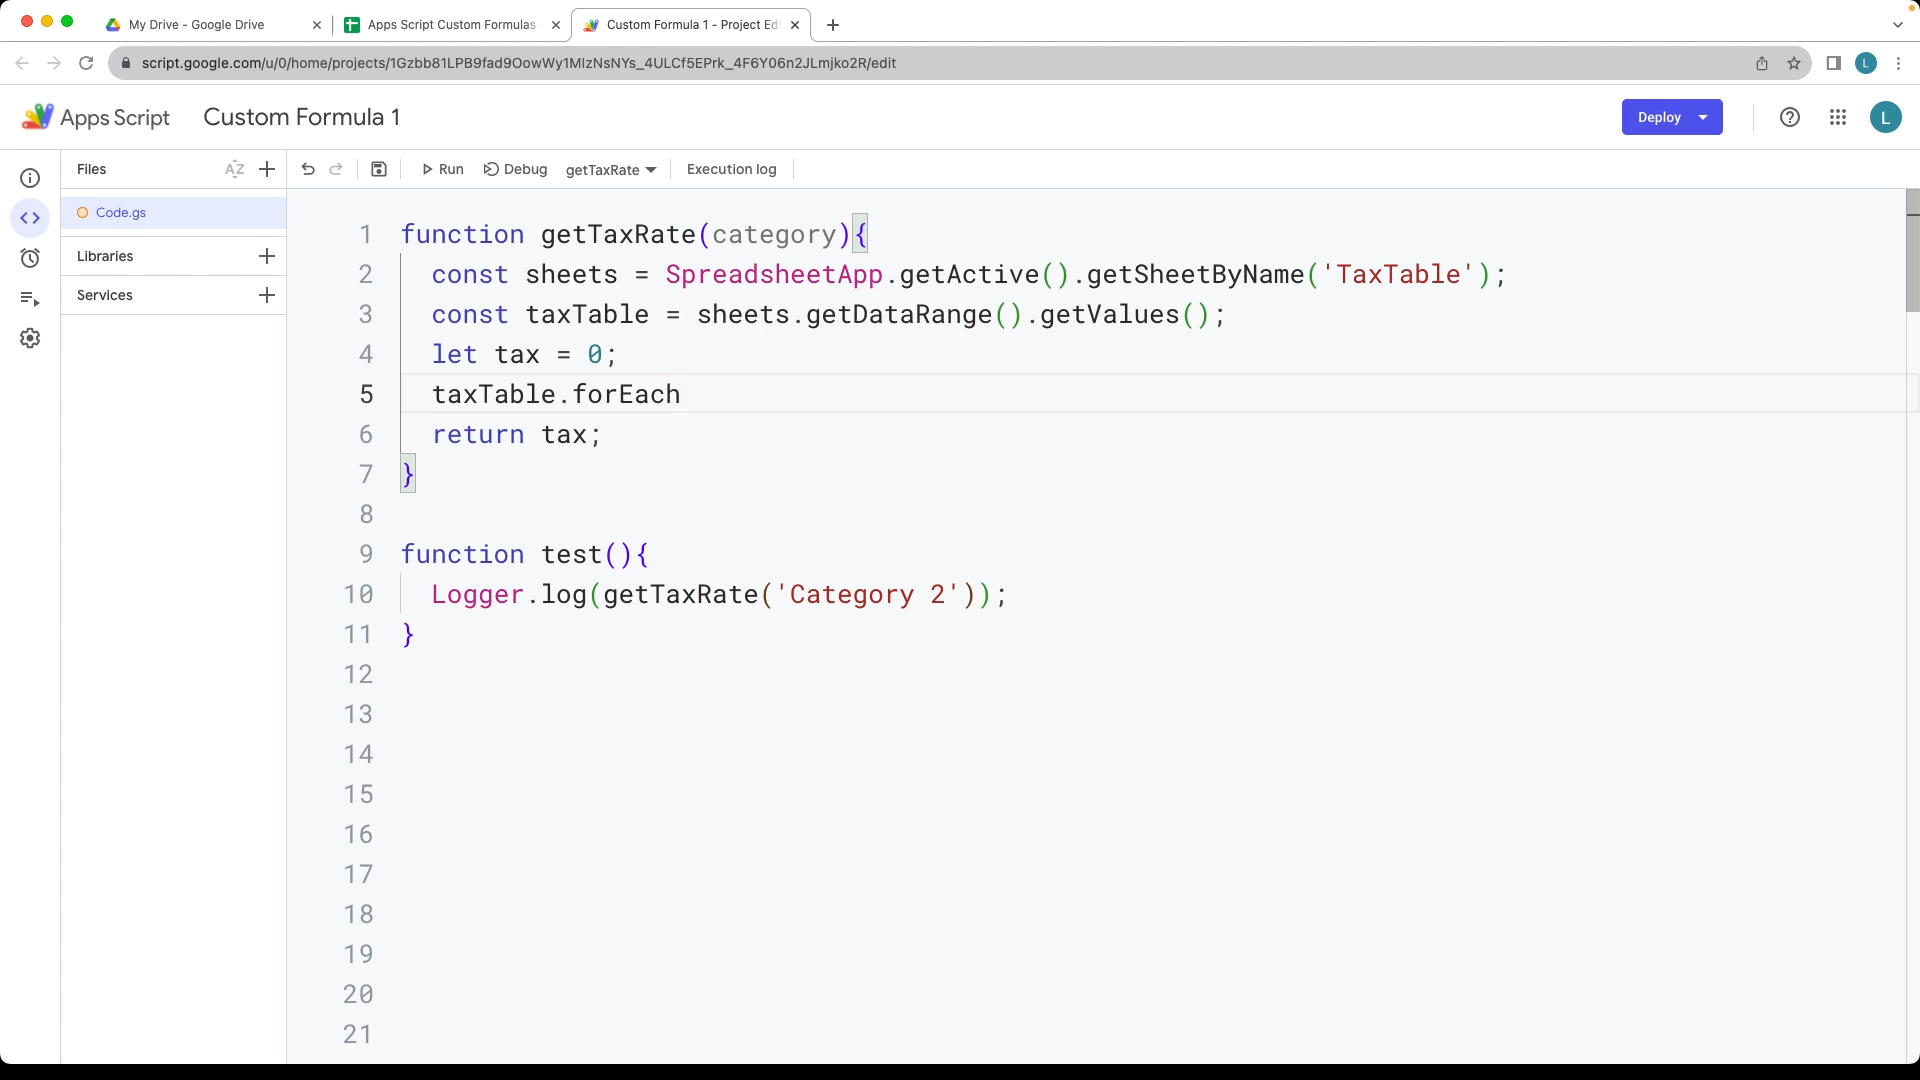 My Drive - Google Drive
Apps Script Custom Formulas
Custom Formula 1 - Project Edi
script.google.com/u/0/home/projects/1Gzbb81LPB9fad9OowWy1MIzNsNYs_4ULCf5EPrk_4F6Y06n2JLmjko2R/edit
L
Apps Script
Custom Formula 1
Deploy
L
Files
AZ
Run
Debug
getTaxRate
Execution log
Code.gs
Libraries
Services
1 function getTaxRate(category){
2 const sheets = SpreadsheetApp.getActive().getSheetByName('TaxTable');
3 const taxTable = sheets.getDataRange().getValues();
4 let tax = 0;
5 taxTable.forEach
6 return tax;
7 }
8
9 function test(){
10 Logger.log(getTaxRate('Category 2'));
11 }
12
13
14
15
16
17
18
19
20
21